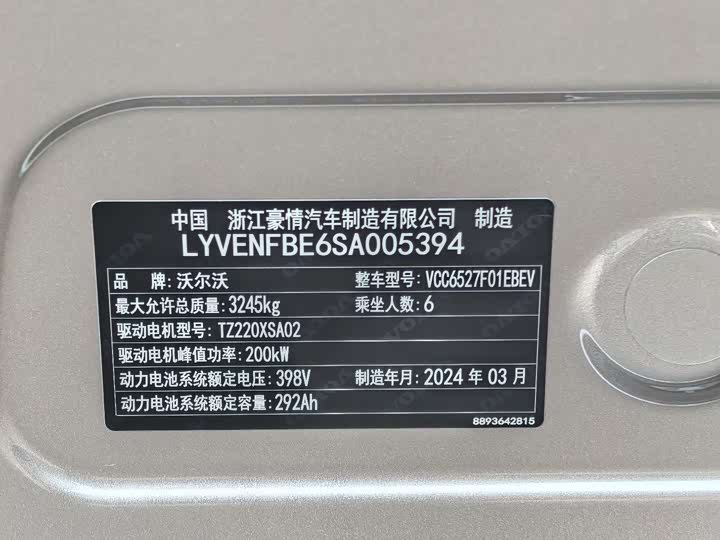 中国 浙江豪情汽车制造有限公司 制造
LYVENFBE6SA005394
品 牌:沃尔沃 整车型号:VCC6527F01EBEV
最大允许总质量:3245kg 乘坐人数:6
驱动电机型号:TZ220XSA02
驱动电机峰值功率:200kW
动力电池系统额定电压:398V 制造年月:2024 年 03 月
动力电池系统额定容量:292Ah
8893642815